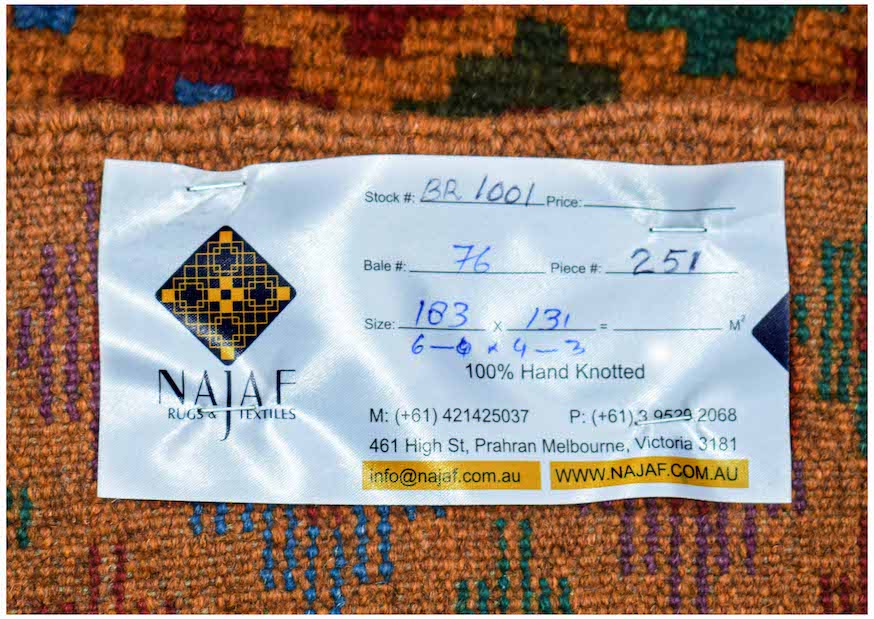 Stock #: BR 1001 Price:
Bale #: 76 Piece #: 251
Size: 183 x 131 = M²
6-0 x 4-3
100% Hand Knotted
NAJAF
RUGS & TEXTILES
M: (+61) 421425037 P: (+61) 3 9529 2068
461 High St, Prahran Melbourne, Victoria 3181
info@najaf.com.au WWW.NAJAF.COM.AU